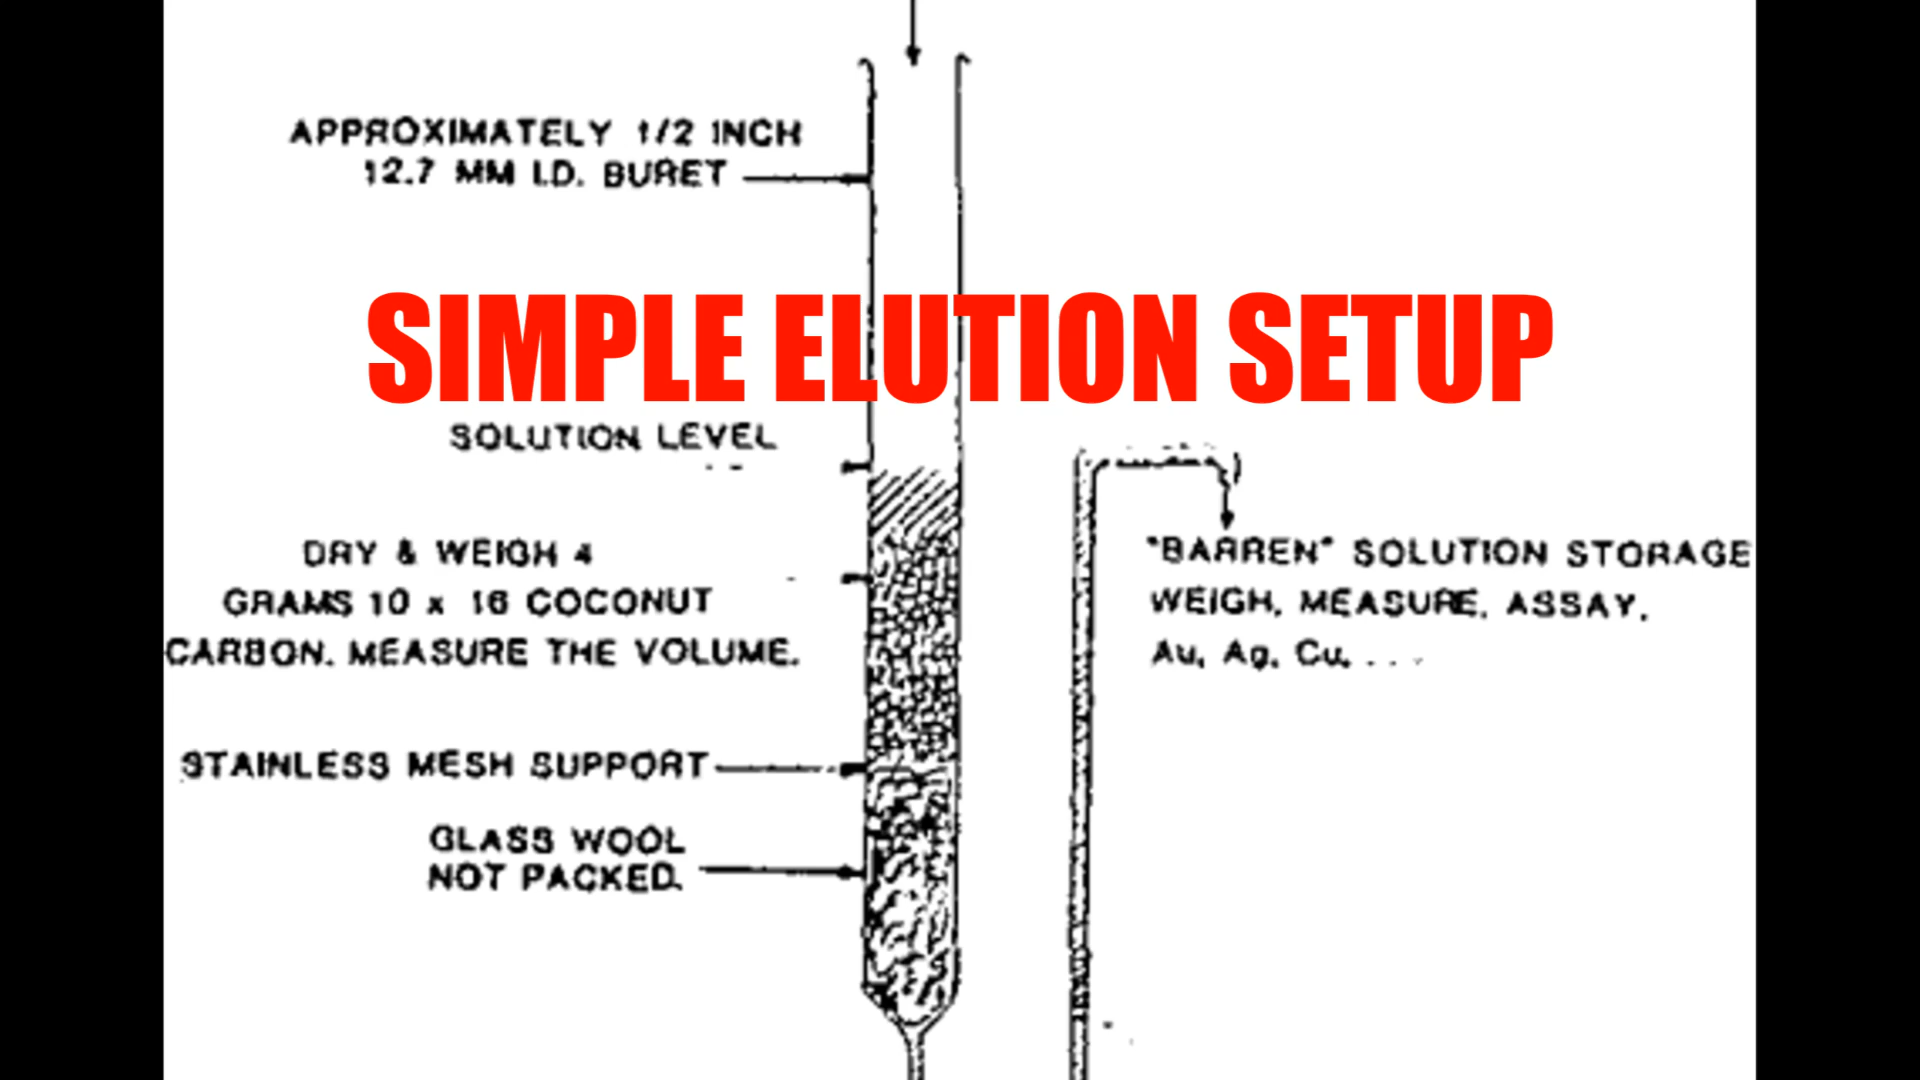 APPROXIMATELY 1/2 INCH
12.7 MM I.D. BURET
SIMPLE ELUTION SETUP
SOLUTION LEVEL
DRY & WEIGH 4
GRAMS 10 x 16 COCONUT
CARBON. MEASURE THE VOLUME.
"BARREN" SOLUTION STORAGE
WEIGH, MEASURE, ASSAY,
Au, Ag, Cu, . . .
STAINLESS MESH SUPPORT
GLASS WOOL
NOT PACKED.